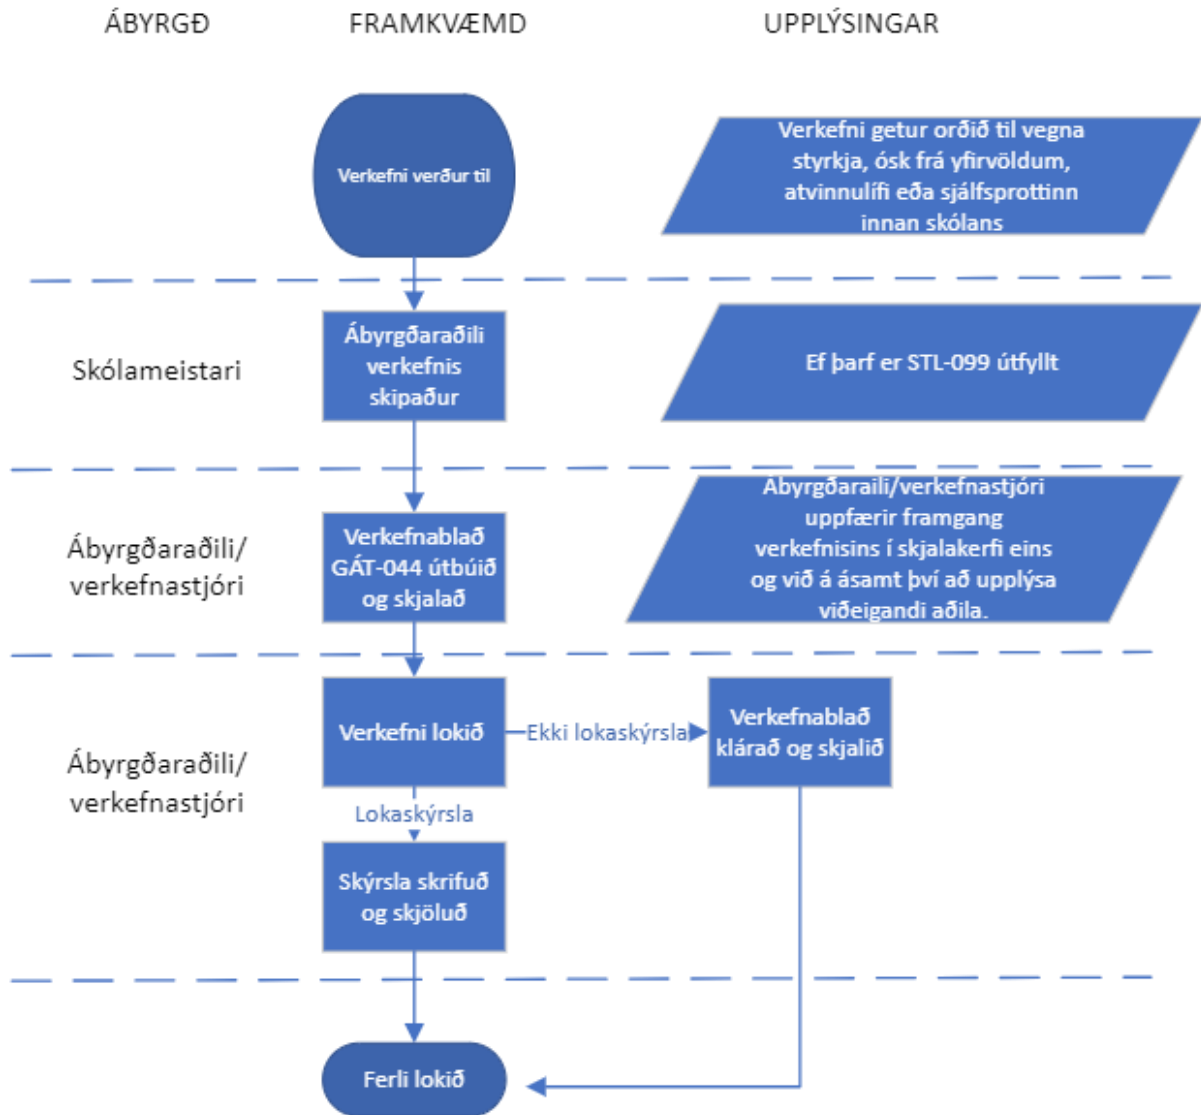 ÁBYRGÐ
FRAMKVÆMD
UPPLÝSINGAR
Verkefni verður til
Verkefni getur orðið til vegna
styrkja, ósk frá yfirvöldum,
atvinnulífi eða sjálfsprottinn
innan skólans
Skólameistari
Ábyrgðaraðili
verkefnis
skipaður
Ef þarf er STL-099 útfyllt
Ábyrgðaraðili/
verkefnastjóri
Verkefnablað
GÁT-044 útbúið
og skjalað
Ábyrgðaraili/verkefnastjóri
uppfærir framgang
verkefnisins í skjalakerfi eins
og við á ásamt því að upplýsa
viðeigandi aðila.
Ábyrgðaraðili/
verkefnastjóri
Verkefni lokið
Ekki lokaskýrsla
Verkefnablað
klárað og skjalið
Lokaskýrsla
Skýrsla skrifuð
og skjöluð
Ferli lokið